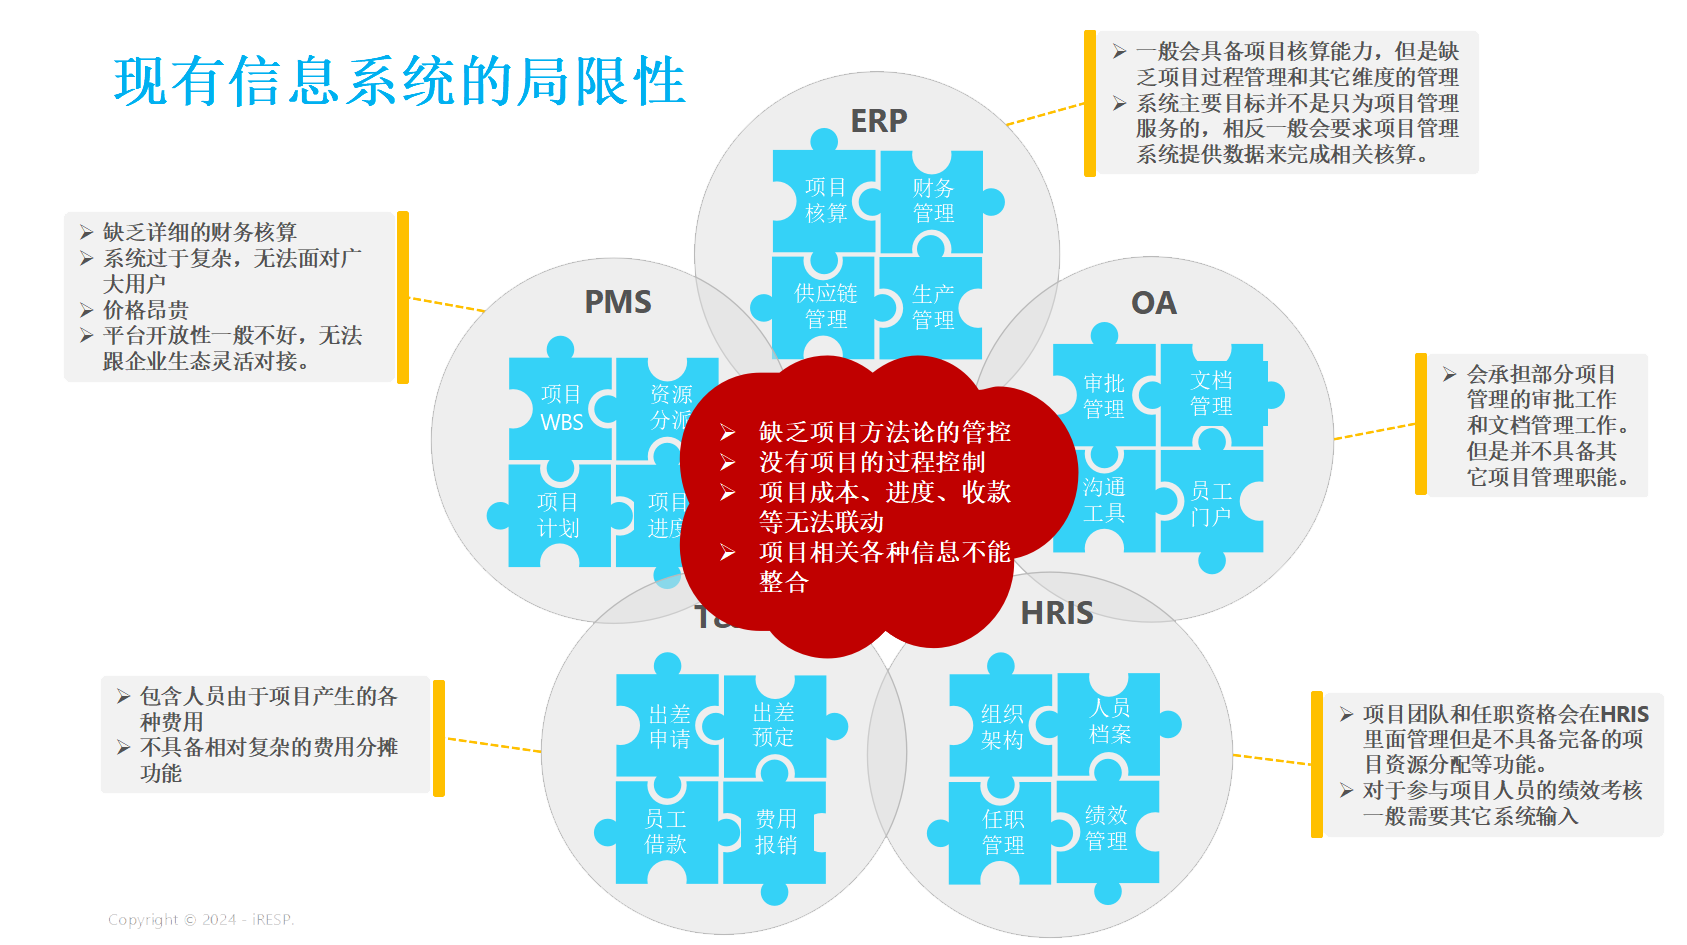 现有信息系统的局限性
一般会具备项目核算能力，但是缺
乏项目过程管理和其它维度的管理
系统主要目标并不是只为项目管理
服务的，相反一般会要求项目管理
系统提供数据来完成相关核算。
ERP
项目
核算
财务
管理
供应链
管理
生产
管理
缺乏详细的财务核算
系统过于复杂，无法面对广
大用户
价格昂贵
平台开放性一般不好，无法
跟企业生态灵活对接。
PMS
项目
WBS
资源
分派
项目
计划
项目
进度
OA
审批
管理
文档
管理
沟通
工具
员工
门户
会承担部分项目
管理的审批工作
和文档管理工作。
但是并不具备其
它项目管理职能。
缺乏项目方法论的管控
没有项目的过程控制
项目成本、进度、收款
等无法联动
项目相关各种信息不能
整合
包含人员由于项目产生的各
种费用
不具备相对复杂的费用分摊
功能
出差
申请
出差
预定
员工
借款
费用
报销
HRIS
组织
架构
人员
档案
任职
管理
绩效
管理
项目团队和任职资格会在HRIS
里面管理但是不具备完备的项
目资源分配等功能。
对于参与项目人员的绩效考核
一般需要其它系统输入
Copyright © 2024 - iRESP.